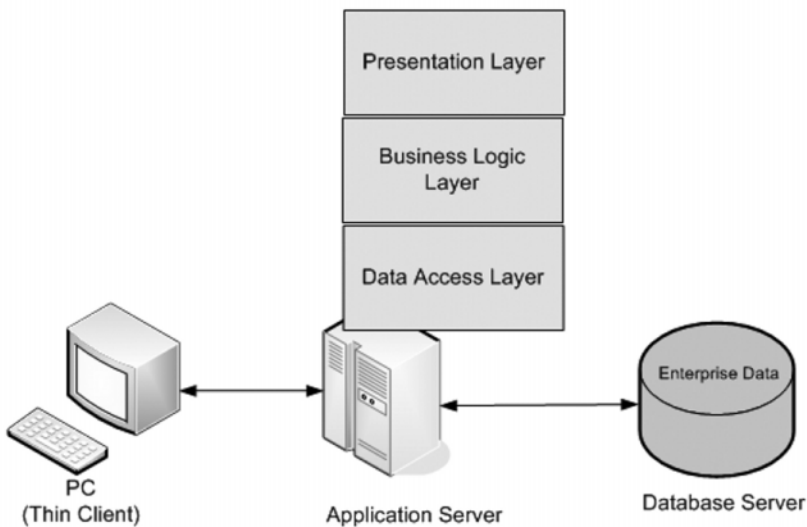 Presentation Layer
Business Logic
Layer
Data Access Layer
Enterprise Data
PC
(Thin Client)
Application Server
Database Server